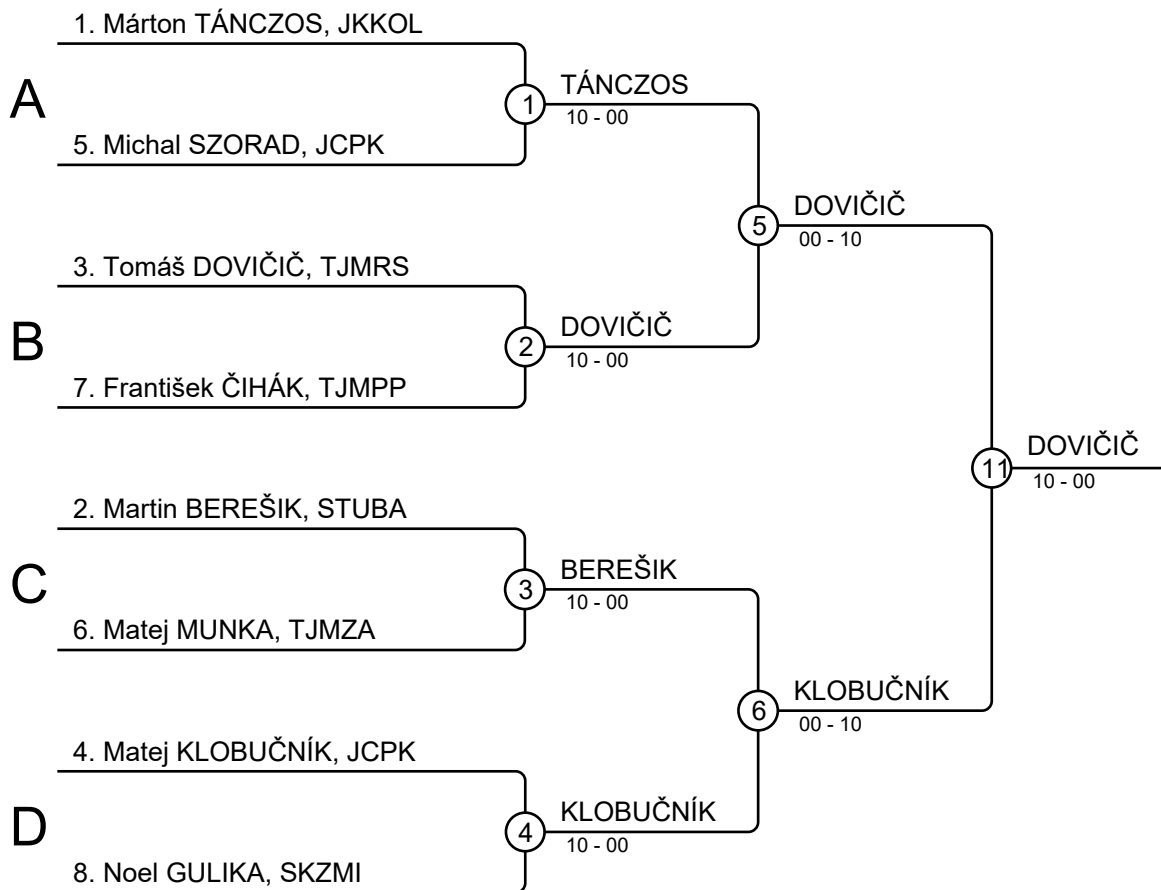 1. Márton TÁNCZOS, JKKOL
A
1
TÁNCZOS
10 - 00
5. Michal SZORAD, JCPK
5
DOVIČIČ
00 - 10
3. Tomáš DOVIČIČ, TJMRS
B
2
DOVIČIČ
10 - 00
7. František ČIHÁK, TJMPP
11
DOVIČIČ
10 - 00
2. Martin BEREŠIK, STUBA
C
3
BEREŠIK
10 - 00
6. Matej MUNKA, TJMZA
6
KLOBUČNÍK
00 - 10
4. Matej KLOBUČNÍK, JCPK
D
4
KLOBUČNÍK
10 - 00
8. Noel GULIKA, SKZMI